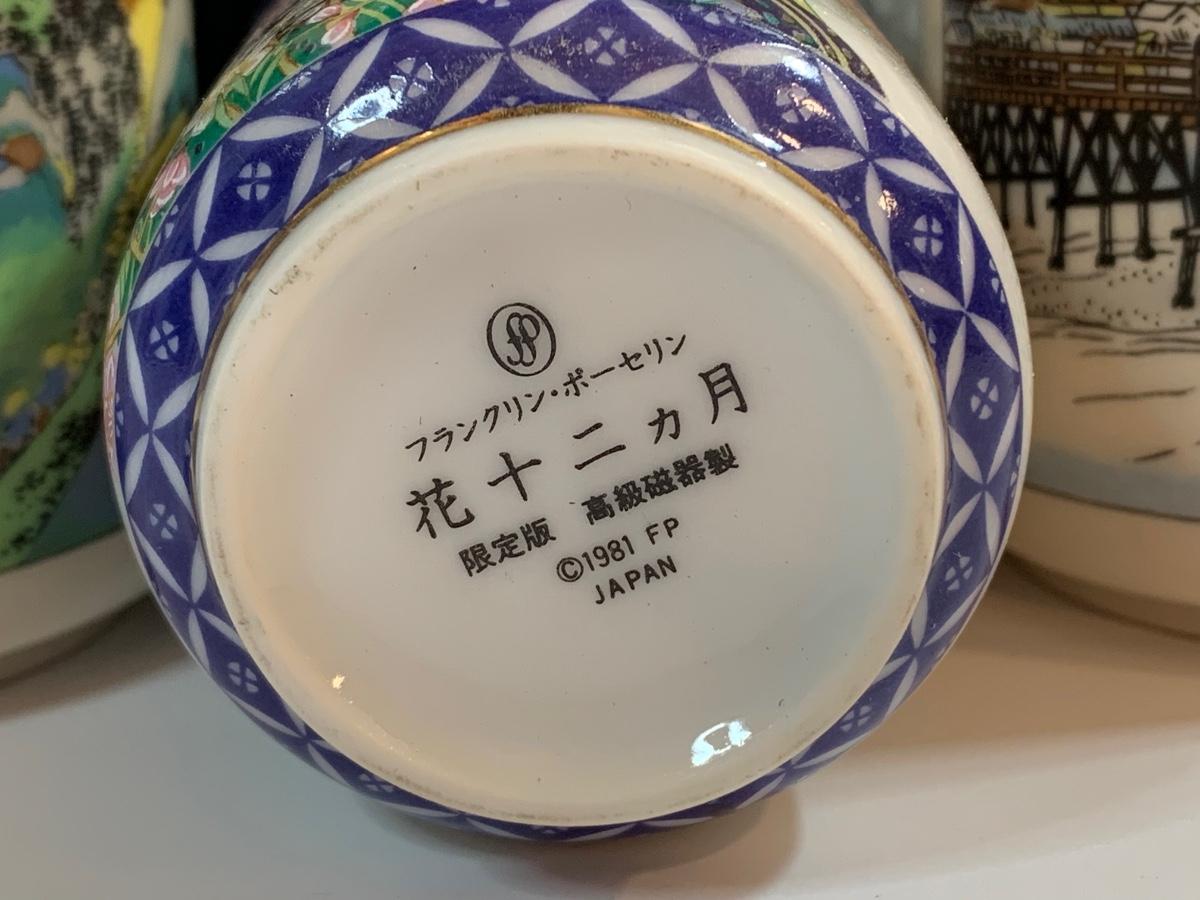 FP
フランクリン・ポーセリン
花十二ヵ月
限定版 高級磁器製
©1981 FP
JAPAN